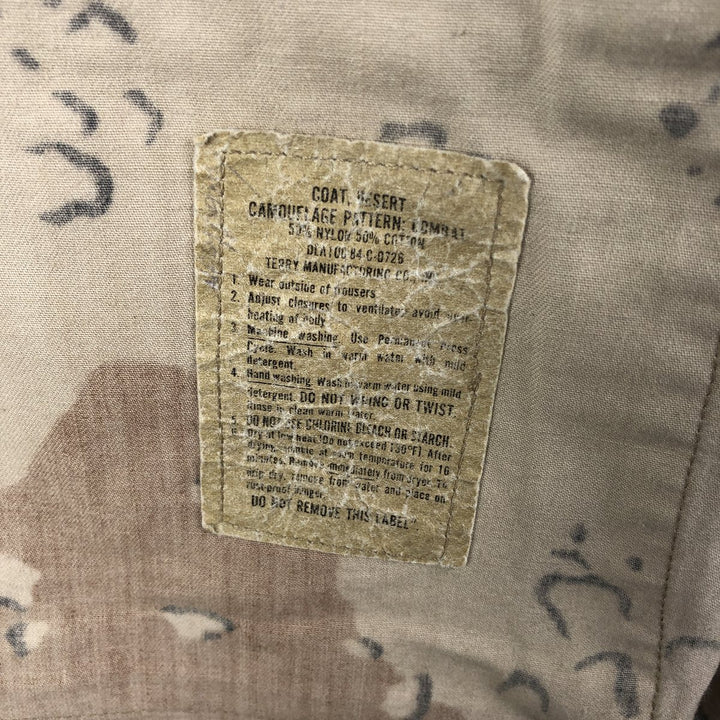 COAT, DESERT
CAMOUFLAGE PATTERN: COMBAT
50% NYLON 50% COTTON
DLA100 84-C-0726
TERRY MANUFACTURING CO.
1. Wear outside of trousers
2. Adjust closures to ventilate, avoid over
heating of body
3. Machine washing. Use Permanent Press
Cycle. Wash in warm water with mild
detergent.
4. Hand washing. Wash in warm water using mild
detergent. DO NOT WRING OR TWIST.
Rinse in clean warm water.
5. DO NOT USE CHLORINE BLEACH OR STARCH.
6. Dry at low heat (Do not exceed 130°F). After
drying, tumble at room temperature for 10
minutes. Remove immediately from dryer. To
drip dry, remove from water and place on
rust-proof hanger.
DO NOT REMOVE THIS LABEL"